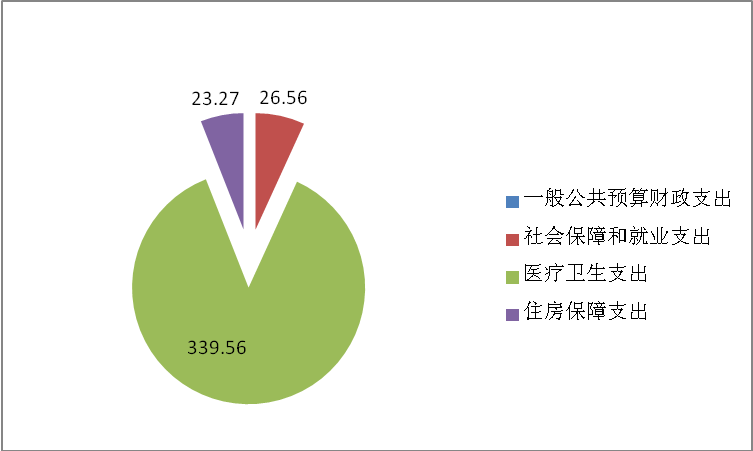 23.27
26.56
339.56
一般公共预算财政支出
社会保障和就业支出
医疗卫生支出
住房保障支出